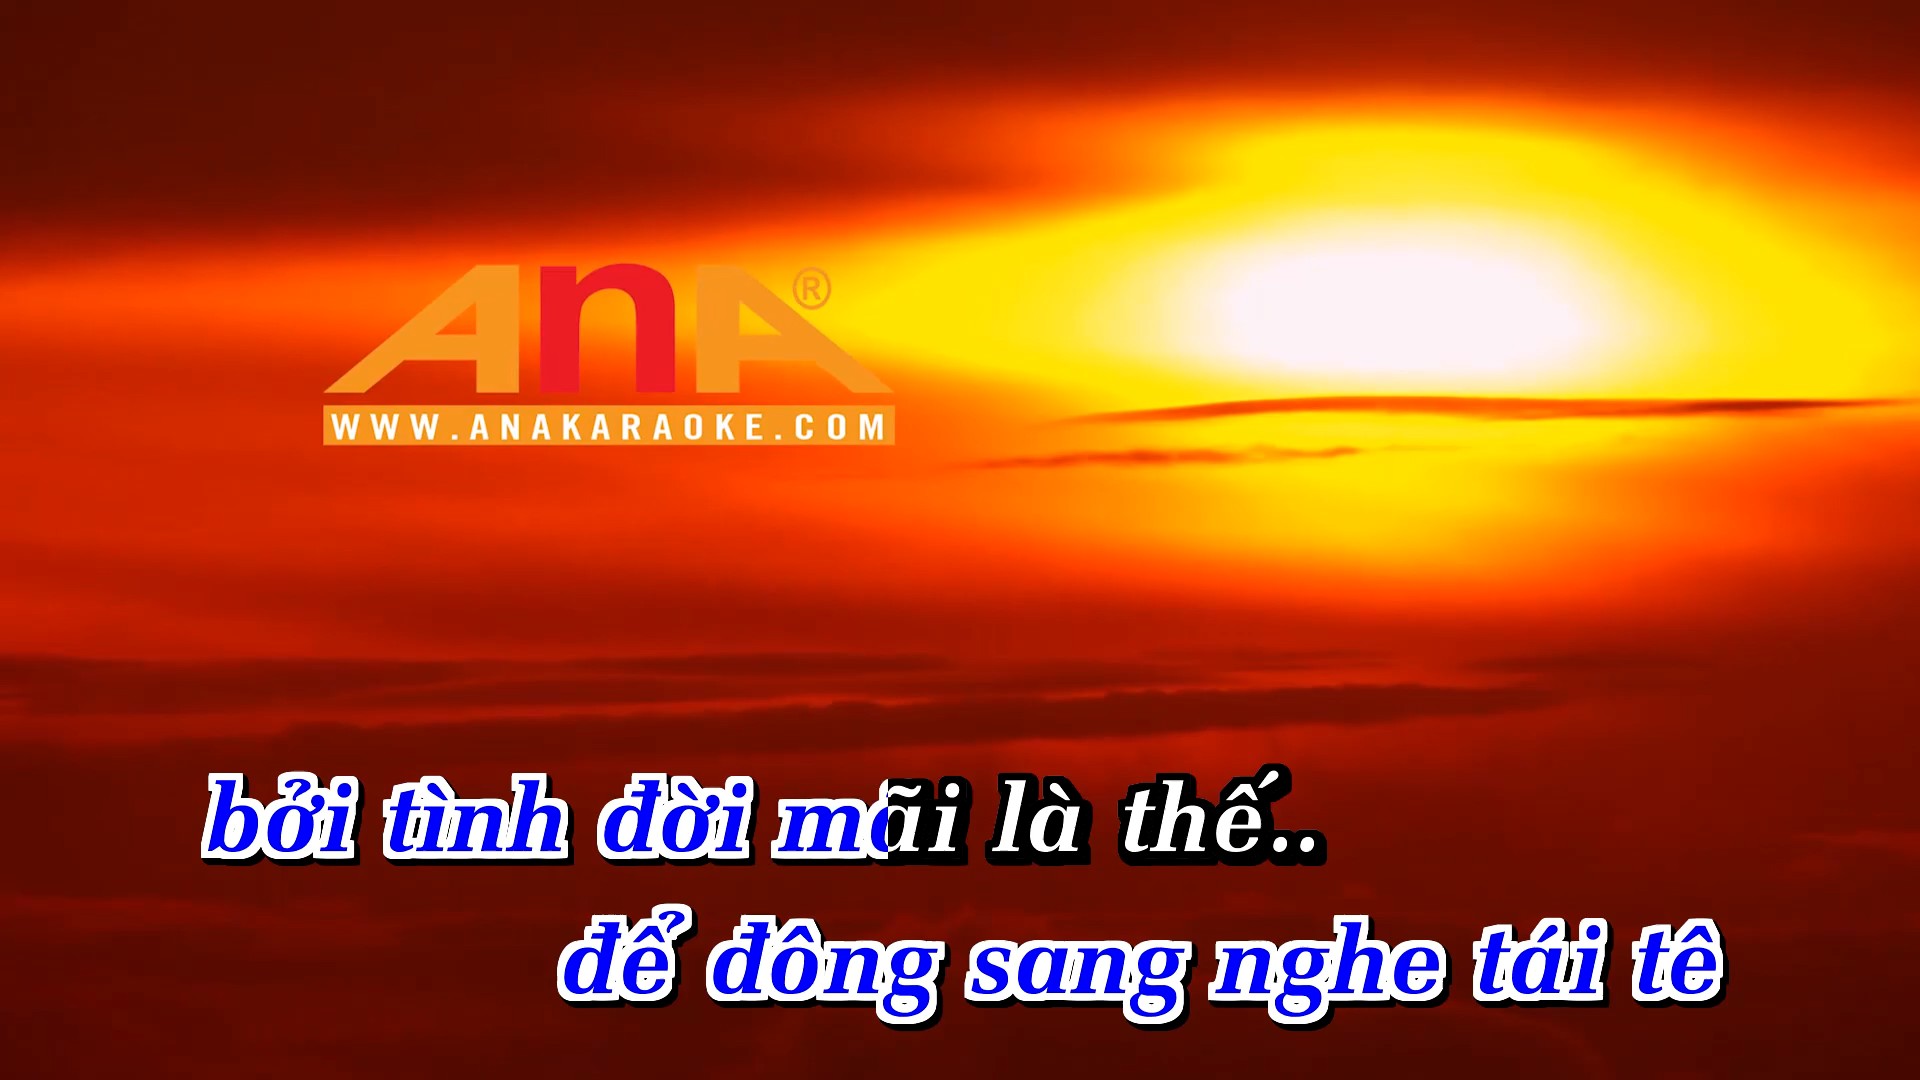 AnA®
WWW.ANAKARAOKE.COM
bởi tình đời mãi là thế..
để đông sang nghe tái tê